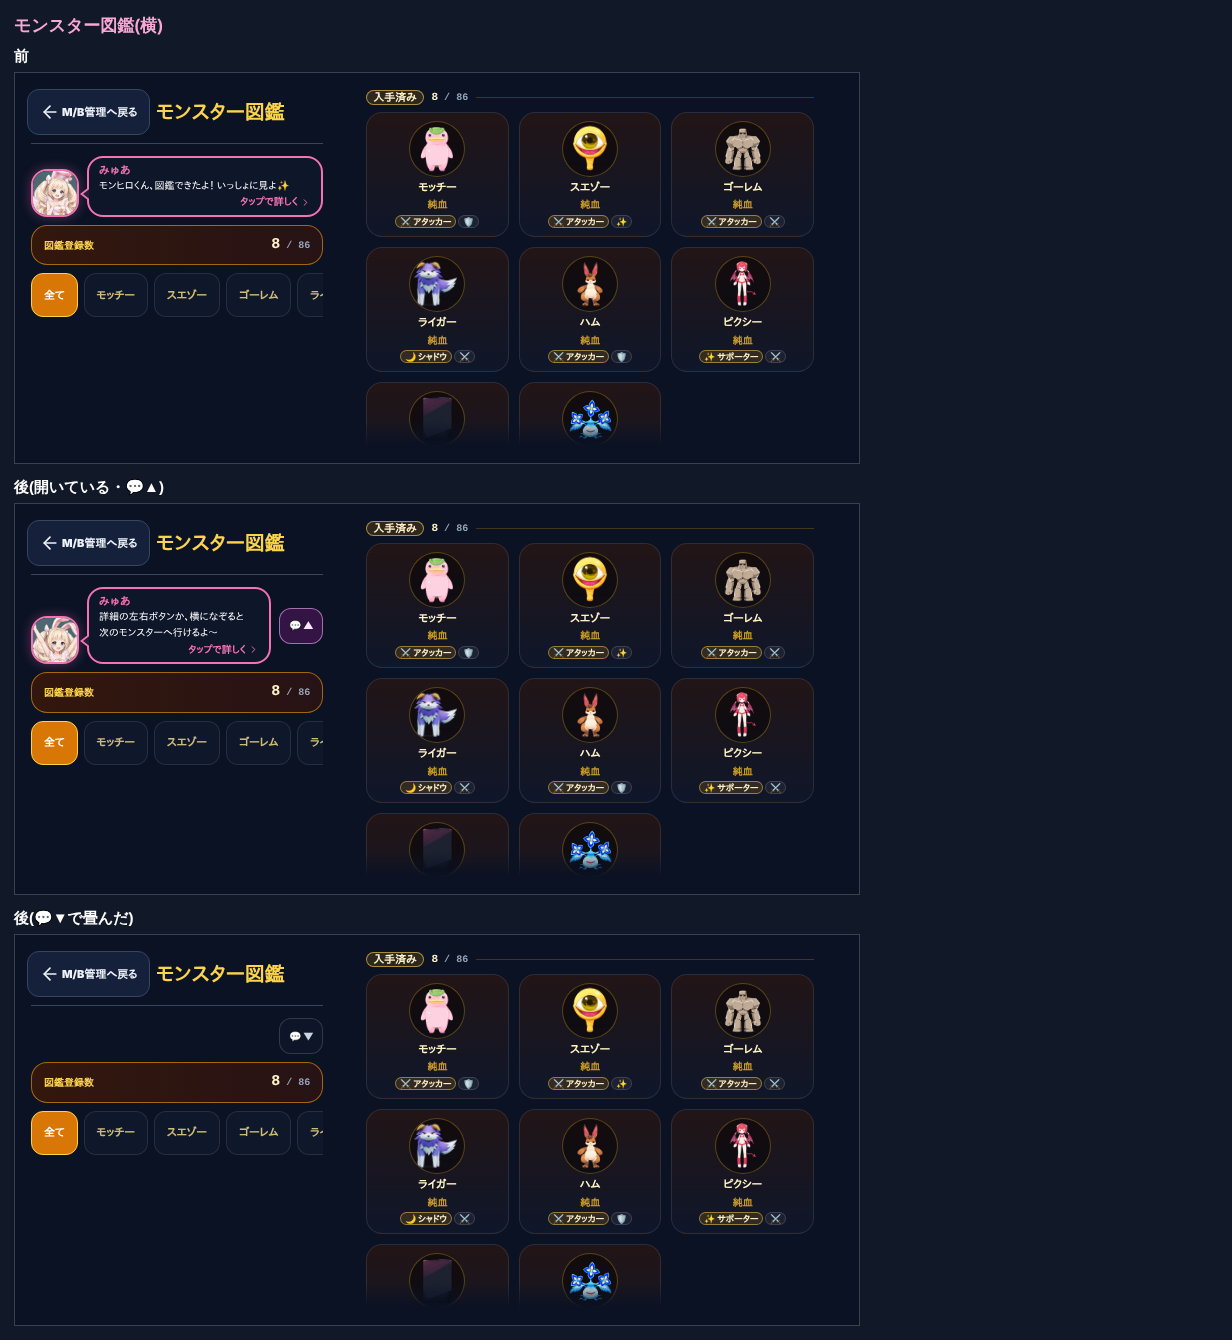 モンスター図鑑(横)
前
← M/B管理へ戻る モンスター図鑑
みゅあ
モンヒロくん、図鑑できたよ！いっしょに見よ✨
タップで詳しく ›
図鑑登録数 8 / 86
全て モッチー スエゾー ゴーレム ラ
入手済み 8 / 86
モッチー スエゾー ゴーレム
純血 純血 純血
⚔️ アタッカー 🛡️ ⚔️ アタッカー ✨ ⚔️ アタッカー ⚔️
ライガー ハム ピクシー
純血 純血 純血
🌙 シャドウ ⚔️ ⚔️ アタッカー 🛡️ ✨ サポーター ⚔️
後(開いている・💬▲)
← M/B管理へ戻る モンスター図鑑
みゅあ
詳細の左右ボタンか、横になぞると
次のモンスターへ行けるよ〜
タップで詳しく ›
💬▲
図鑑登録数 8 / 86
全て モッチー スエゾー ゴーレム ラ
入手済み 8 / 86
モッチー スエゾー ゴーレム
純血 純血 純血
⚔️ アタッカー 🛡️ ⚔️ アタッカー ✨ ⚔️ アタッカー ⚔️
ライガー ハム ピクシー
純血 純血 純血
🌙 シャドウ ⚔️ ⚔️ アタッカー 🛡️ ✨ サポーター ⚔️
後(💬▼で畳んだ)
← M/B管理へ戻る モンスター図鑑
💬▼
図鑑登録数 8 / 86
全て モッチー スエゾー ゴーレム ラ
入手済み 8 / 86
モッチー スエゾー ゴーレム
純血 純血 純血
⚔️ アタッカー 🛡️ ⚔️ アタッカー ✨ ⚔️ アタッカー ⚔️
ライガー ハム ピクシー
純血 純血 純血
🌙 シャドウ ⚔️ ⚔️ アタッカー 🛡️ ✨ サポーター ⚔️